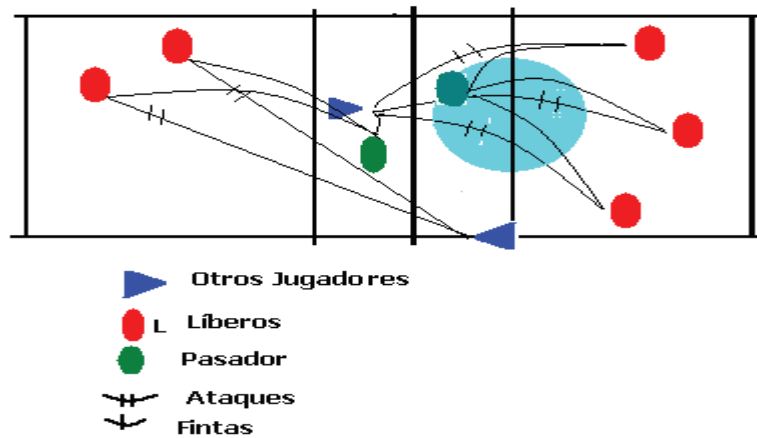 Otros Jugadores
L Líberos
Pasador
Ataques
Fintas